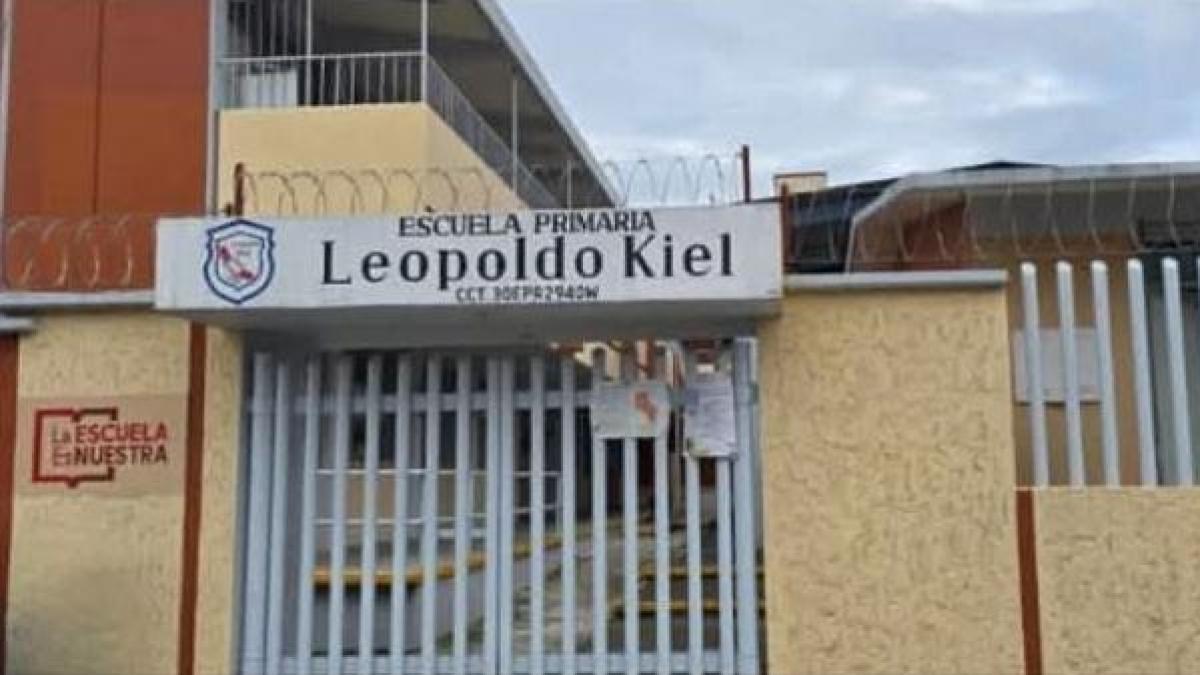 ESCUELA PRIMARIA
Leopoldo Kiel
CCT 30EPR2940W
La ESCUELA
Es NUESTRA